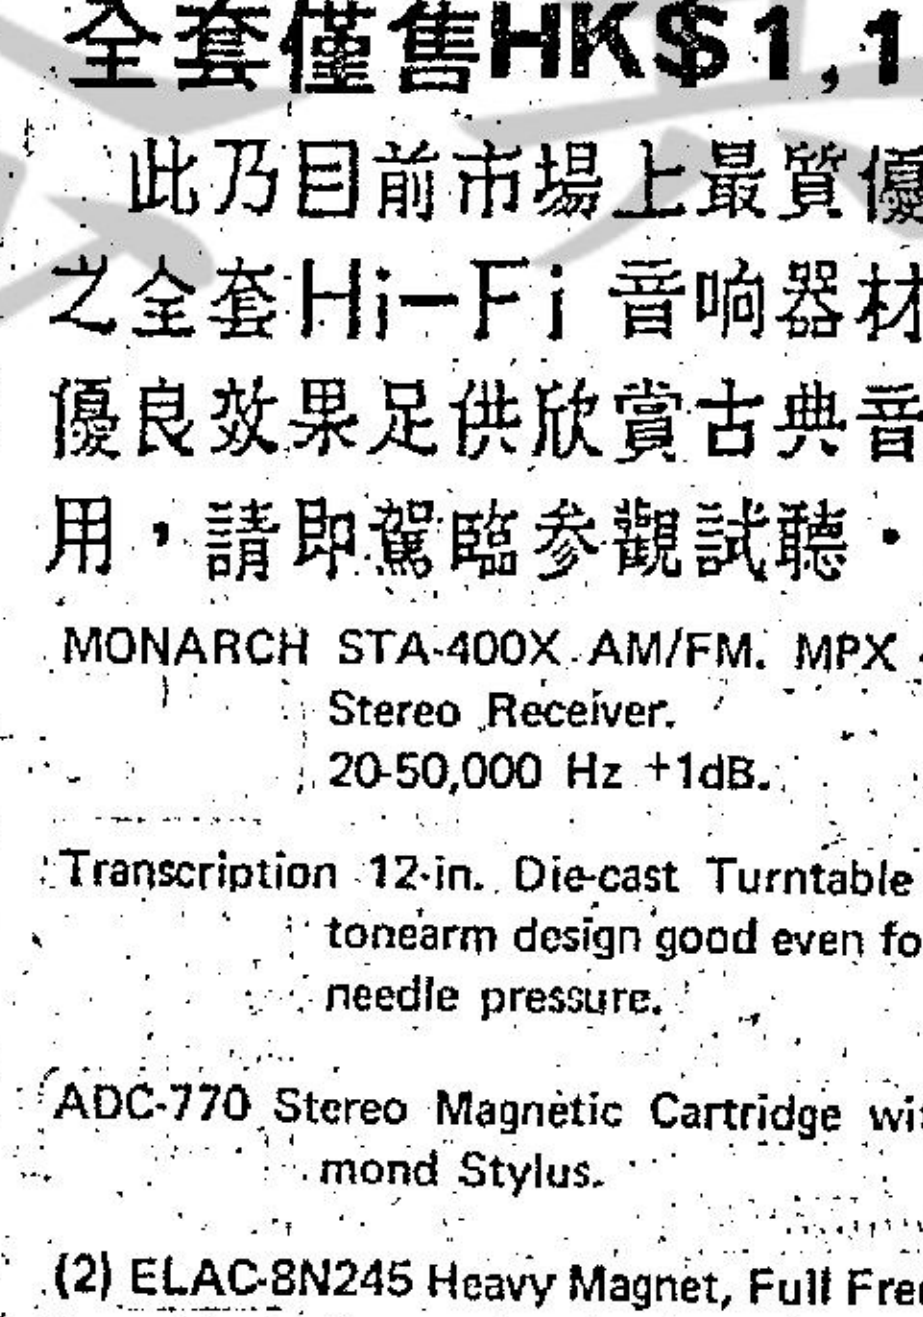 全套僅售HK$1,1
此乃目前市場上最質優
之全套Hi-Fi 音响器材
優良效果足供欣賞古典音
用，請即駕臨参觀試聽・
MONARCH STA-400X AM/FM. MPX
Stereo Receiver.
20-50,000 Hz +1dB.
Transcription 12-in. Die-cast Turntable
tonearm design good even fo
needle pressure.
ADC-770 Stereo Magnetic Cartridge wi
mond Stylus.
(2) ELAC-8N245 Heavy Magnet, Full Fre